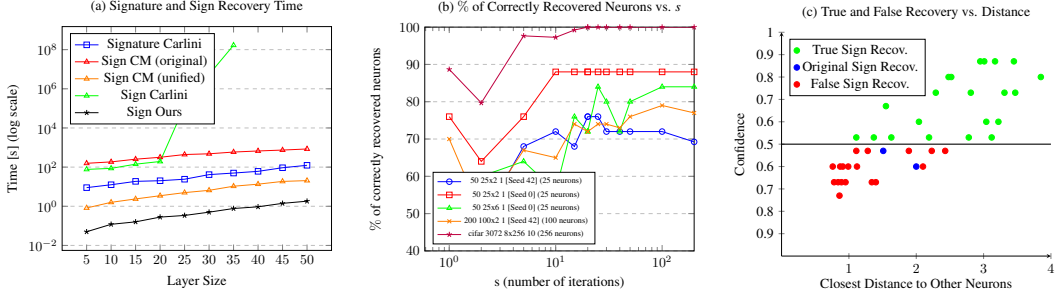 (a) Signature and Sign Recovery Time
Time [s] (log scale)
10^8
10^6
10^4
10^2
10^0
10^−2
Signature Carlini
Sign CM (original)
Sign CM (unified)
Sign Carlini
Sign Ours
5 10 15 20 25 30 35 40 45 50
Layer Size
(b) % of Correctly Recovered Neurons vs. s
% of correctly recovered neurons
100
90
80
70
60
50
40
50 25x2 1 [Seed 42] (25 neurons)
50 25x2 1 [Seed 0] (25 neurons)
50 25x6 1 [Seed 0] (25 neurons)
200 100x2 1 [Seed 42] (100 neurons)
cifar 3072 8x256 10 (256 neurons)
10^0 10^1 10^2
s (number of iterations)
(c) True and False Recovery vs. Distance
Confidence
1
0.9
0.8
0.7
0.6
0.5
0.6
0.7
0.8
0.9
True Sign Recov.
Original Sign Recov.
False Sign Recov.
1 2 3 4
Closest Distance to Other Neurons